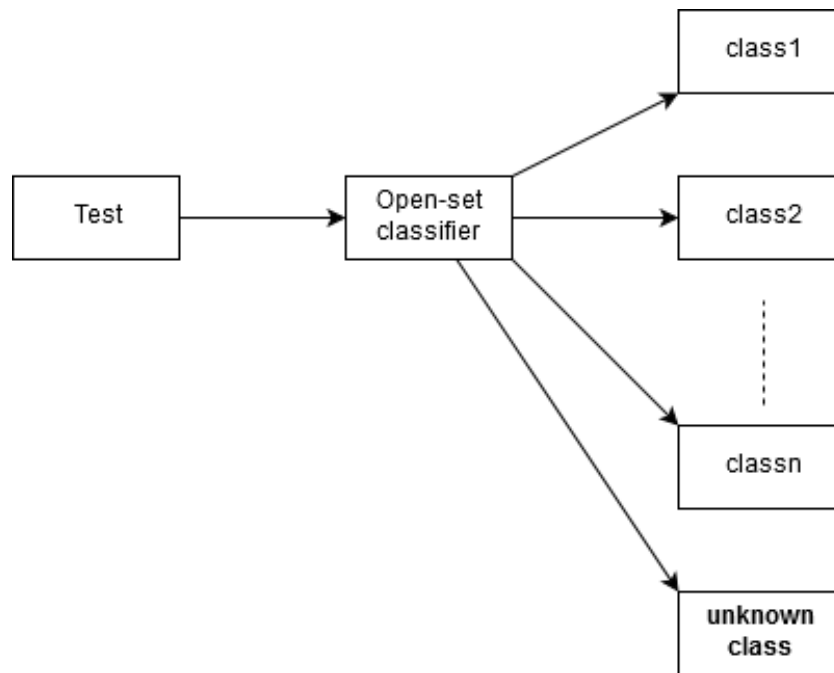 class1
Test
Open-set
classifier
class2
classn
unknown
class